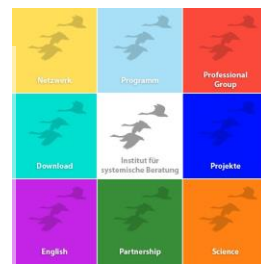 Netzwerk
Programm
Professional
Group
Download
Institut für
systemische Beratung
Projekte
English
Partnership
Science